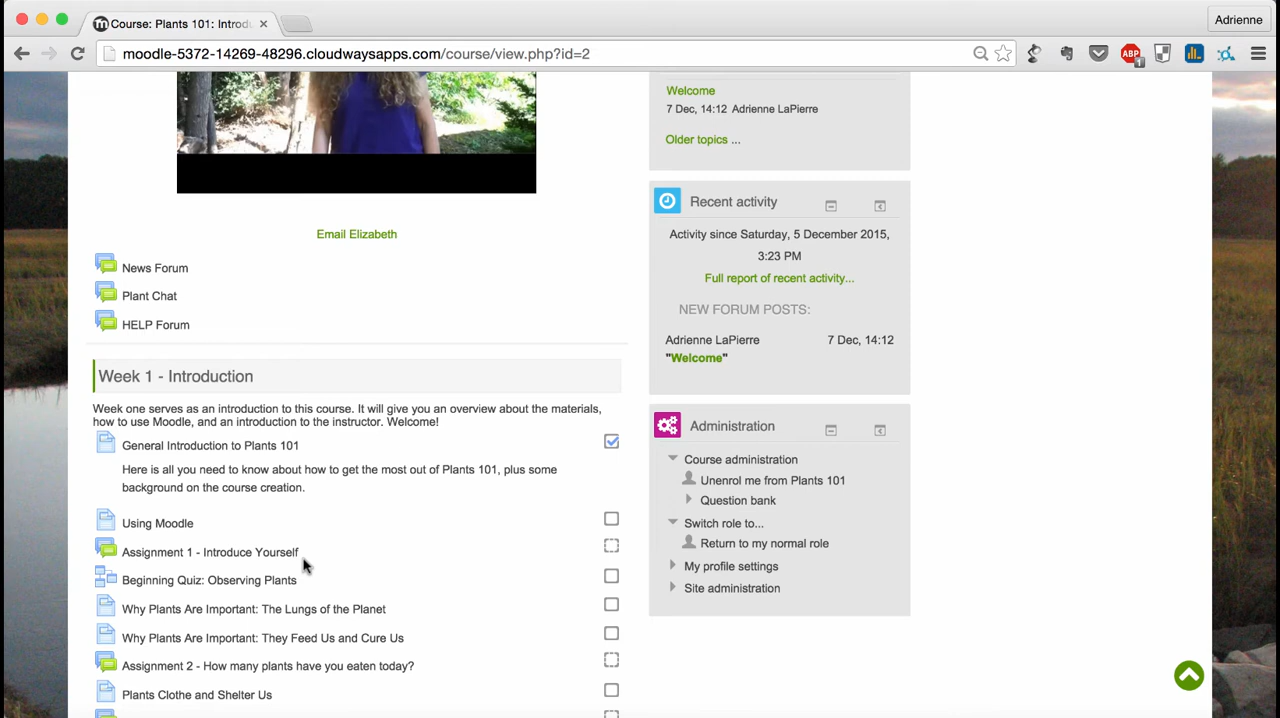 Course: Plants 101: Introdu
Adrienne
moodle-5372-14269-48296.cloudwaysapps.com/course/view.php?id=2
ABP
1
Email Elizabeth
News Forum
Plant Chat
HELP Forum
Week 1 - Introduction
Week one serves as an introduction to this course. It will give you an overview about the materials,
how to use Moodle, and an introduction to the instructor. Welcome!
General Introduction to Plants 101
Here is all you need to know about how to get the most out of Plants 101, plus some
background on the course creation.
Using Moodle
Assignment 1 - Introduce Yourself
Beginning Quiz: Observing Plants
Why Plants Are Important: The Lungs of the Planet
Why Plants Are Important: They Feed Us and Cure Us
Assignment 2 - How many plants have you eaten today?
Plants Clothe and Shelter Us
Welcome
7 Dec, 14:12 Adrienne LaPierre
Older topics ...
Recent activity
Activity since Saturday, 5 December 2015,
3:23 PM
Full report of recent activity...
NEW FORUM POSTS:
Adrienne LaPierre 7 Dec, 14:12
"Welcome"
Administration
Course administration
Unenrol me from Plants 101
Question bank
Switch role to...
Return to my normal role
My profile settings
Site administration